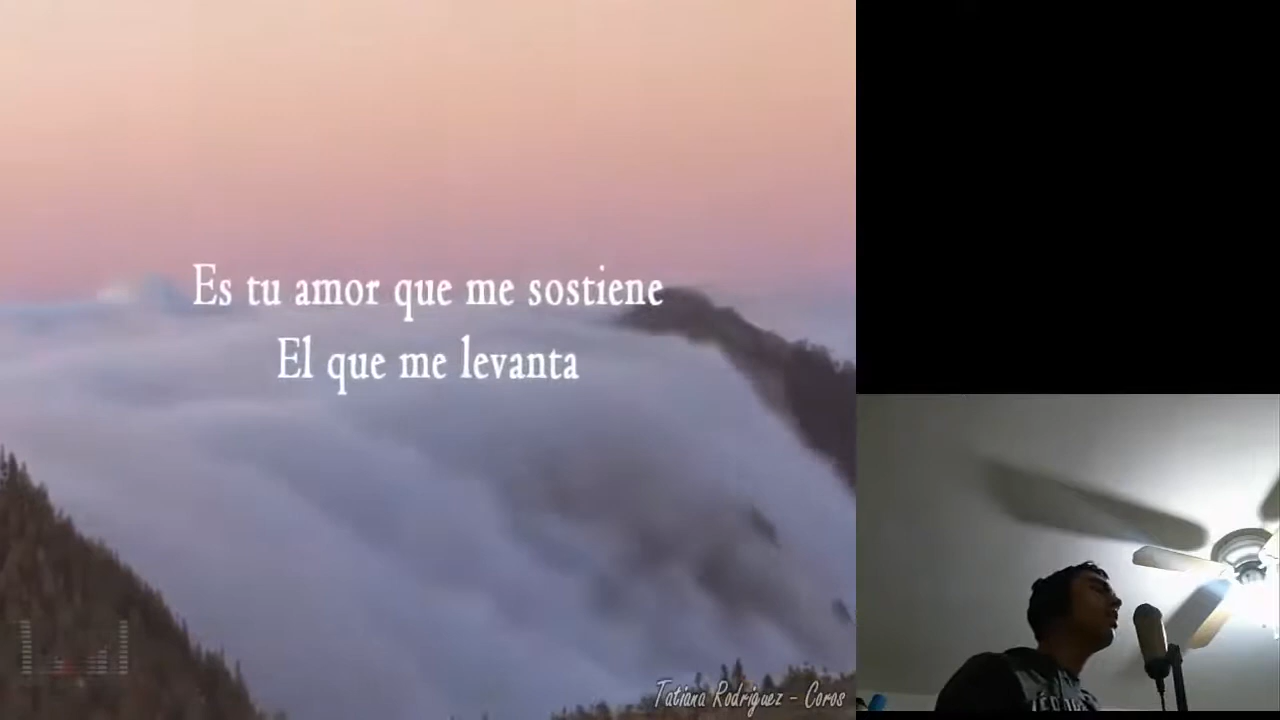 Es tu amor que me sostiene
El que me levanta
Tatiana Rodriguez - Coros